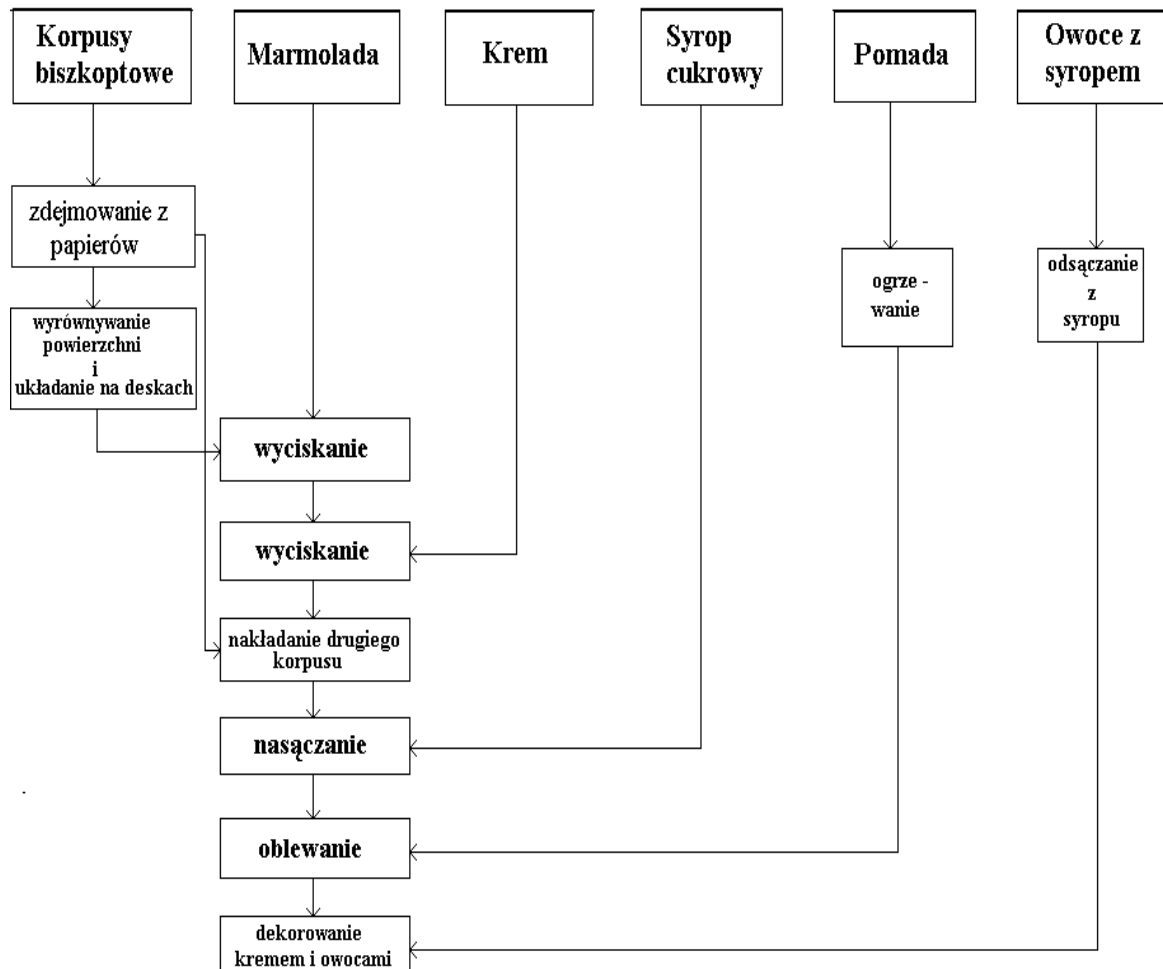 Korpusy
biszkoptowe
Marmolada
Krem
Syrop
cukrowy
Pomada
Owoce z
syropem
zdejmowanie z
papierów
ogrze -
wanie
odsączanie
z
syropu
wyrównywanie
powierzchni
i
układanie na deskach
wyciskanie
wyciskanie
nakładanie drugiego
korpusu
nasączanie
oblewanie
dekorowanie
kremem i owocami